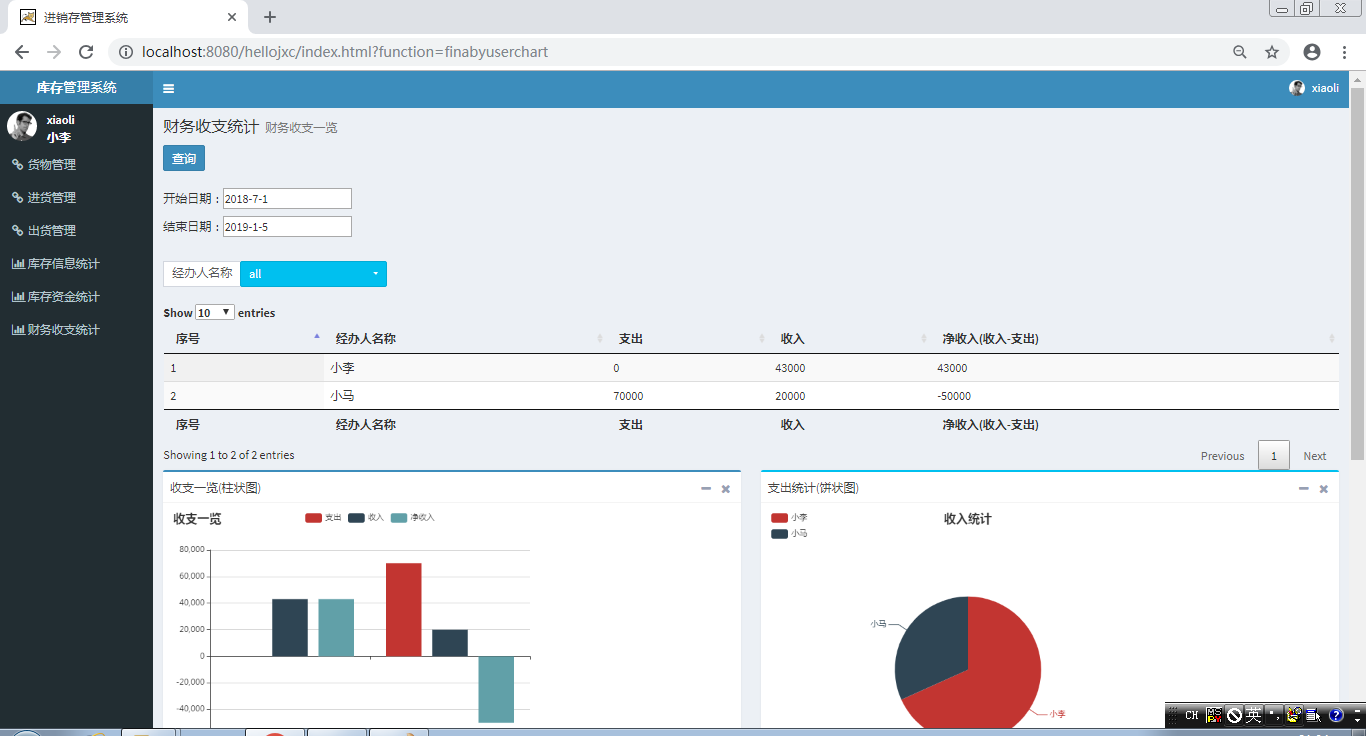 进销存管理系统
localhost:8080/hellojxc/index.html?function=finabyuserchart
库存管理系统
xiaoli
xiaoli
小李
货物管理
进货管理
出货管理
库存信息统计
库存资金统计
财务收支统计
财务收支统计 财务收支一览
查询
开始日期：2018-7-1
结束日期：2019-1-5
经办人名称 all
Show 10 entries
序号 经办人名称 支出 收入 净收入(收入-支出)
1 小李 0 43000 43000
2 小马 70000 20000 -50000
序号 经办人名称 支出 收入 净收入(收入-支出)
Showing 1 to 2 of 2 entries
Previous 1 Next
收支一览(柱状图)
收支一览 支出 收入 净收入
80,000
60,000
40,000
20,000
0
-20,000
-40,000
支出统计(饼状图)
小李
小马
收入统计
小马
小李
CH 英